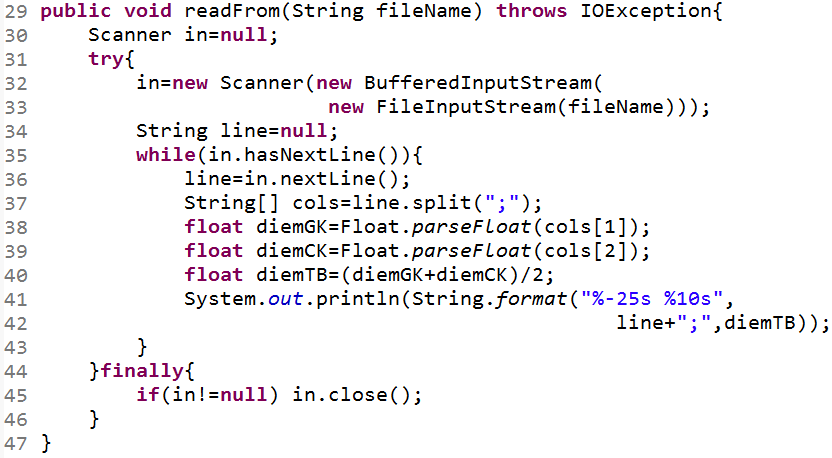 29 public void readFrom(String fileName) throws IOException{
30     Scanner in=null;
31     try{
32         in=new Scanner(new BufferedInputStream(
33                         new FileInputStream(fileName)));
34         String line=null;
35         while(in.hasNextLine()){
36             line=in.nextLine();
37             String[] cols=line.split(";");
38             float diemGK=Float.parseFloat(cols[1]);
39             float diemCK=Float.parseFloat(cols[2]);
40             float diemTB=(diemGK+diemCK)/2;
41             System.out.println(String.format("%-25s %10s",
42                                                 line+";",diemTB));
43         }
44     }finally{
45         if(in!=null) in.close();
46     }
47 }